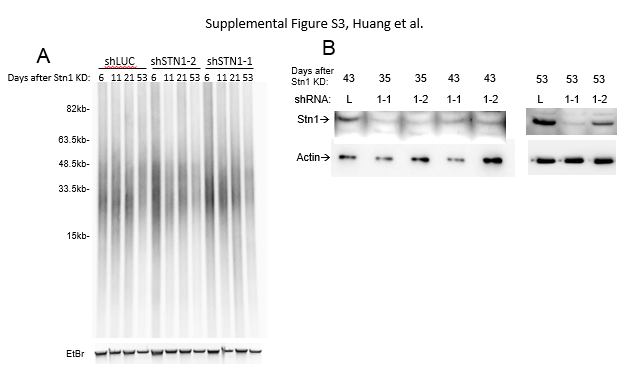 Supplemental Figure S3, Huang et al.
A
shLUC shSTN1-2 shSTN1-1
Days after Stn1 KD: 6 11 21 53 6 11 21 53 6 11 21 53
82kb-
63.5kb-
48.5kb-
33.5kb-
15kb-
EtBr
B
Days after
Stn1 KD: 43 35 35 43 43 53 53 53
shRNA: L 1-1 1-2 1-1 1-2 L 1-1 1-2
Stn1→
Actin→